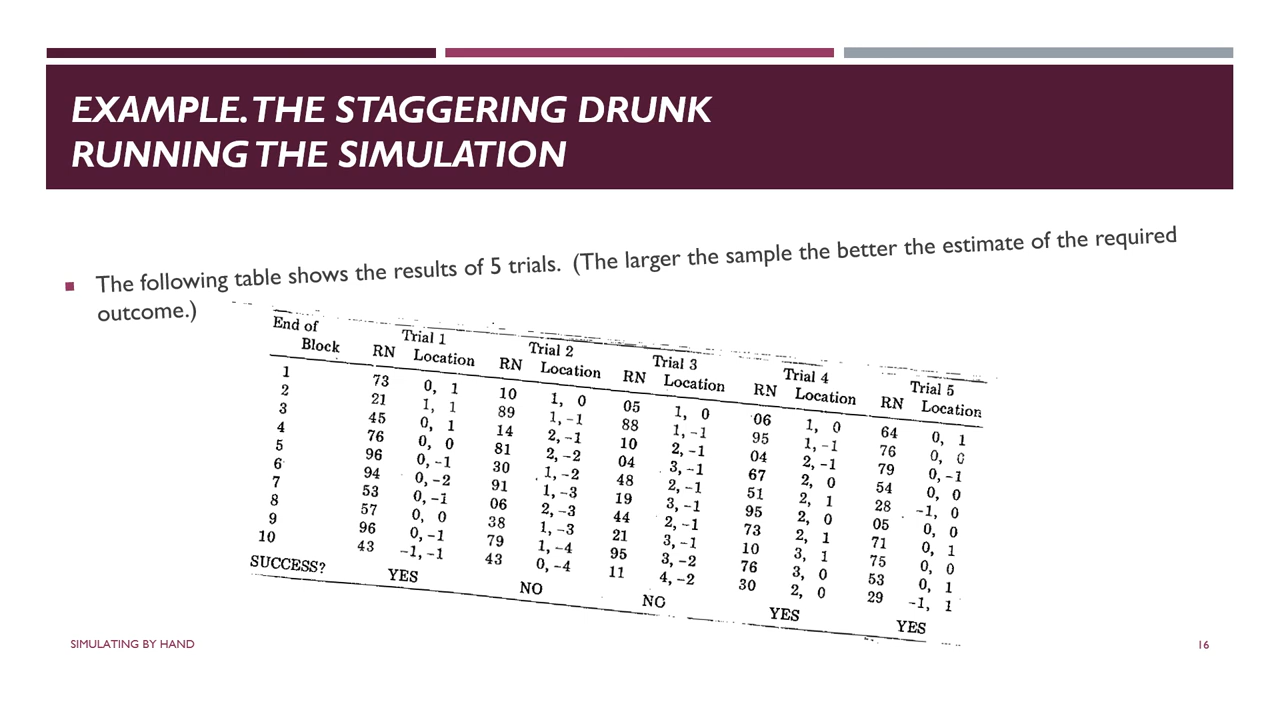 EXAMPLE. THE STAGGERING DRUNK
RUNNING THE SIMULATION
■ The following table shows the results of 5 trials. (The larger the sample the better the estimate of the required
outcome.)
End of Block Trial 1 Trial 2 Trial 3 Trial 4 Trial 5
RN Location RN Location RN Location RN Location RN Location
1 73 0, 1 10 1, 0 05 1, 0 06 1, 0 64 0, 1
2 21 1, 1 89 1, -1 88 1, -1 95 1, -1 76 0, 0
3 45 0, 1 14 2, -1 10 2, -1 04 2, -1 79 0, -1
4 76 0, 0 81 2, -2 04 3, -1 67 2, 0 54 0, 0
5 96 0, -1 30 1, -2 48 2, -1 51 2, 1 28 -1, 0
6 94 0, -2 91 1, -3 19 3, -1 95 2, 0 05 0, 0
7 53 0, -1 06 2, -3 44 2, -1 73 2, 1 71 0, 1
8 57 0, 0 38 1, -3 21 3, -1 10 3, 1 75 0, 0
9 96 0, -1 79 1, -4 95 3, -2 76 3, 0 53 0, 1
10 43 -1, -1 43 0, -4 11 4, -2 30 2, 0 29 -1, 1
SUCCESS? YES NO NO YES YES
SIMULATING BY HAND
16